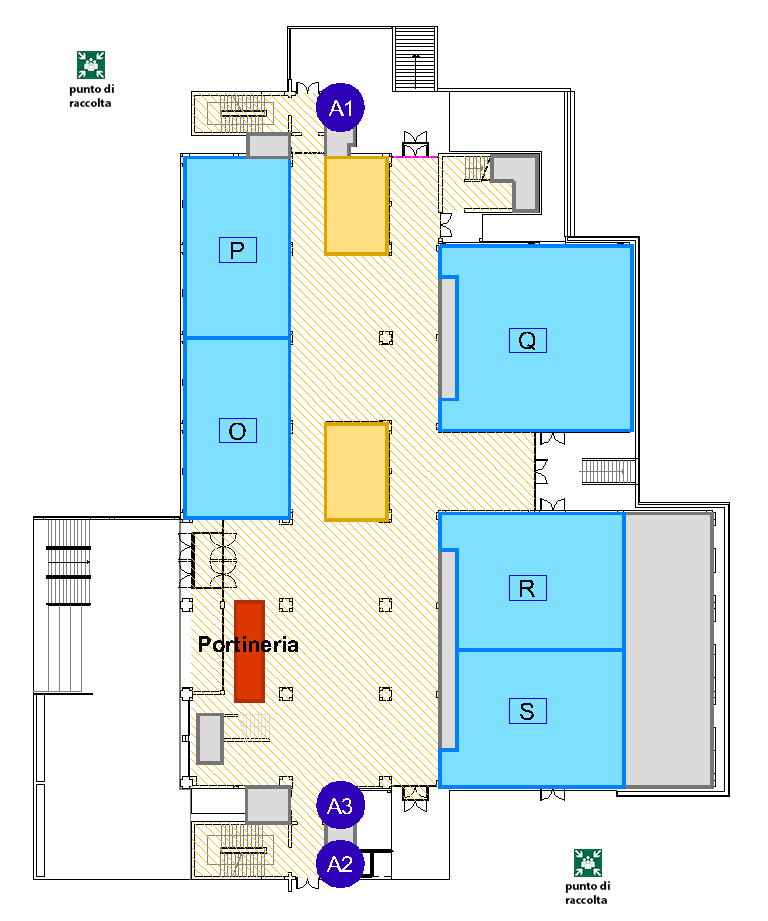 punto di
raccolta
A1
P
Q
O
R
Portineria
S
A3
A2
punto di
raccolta